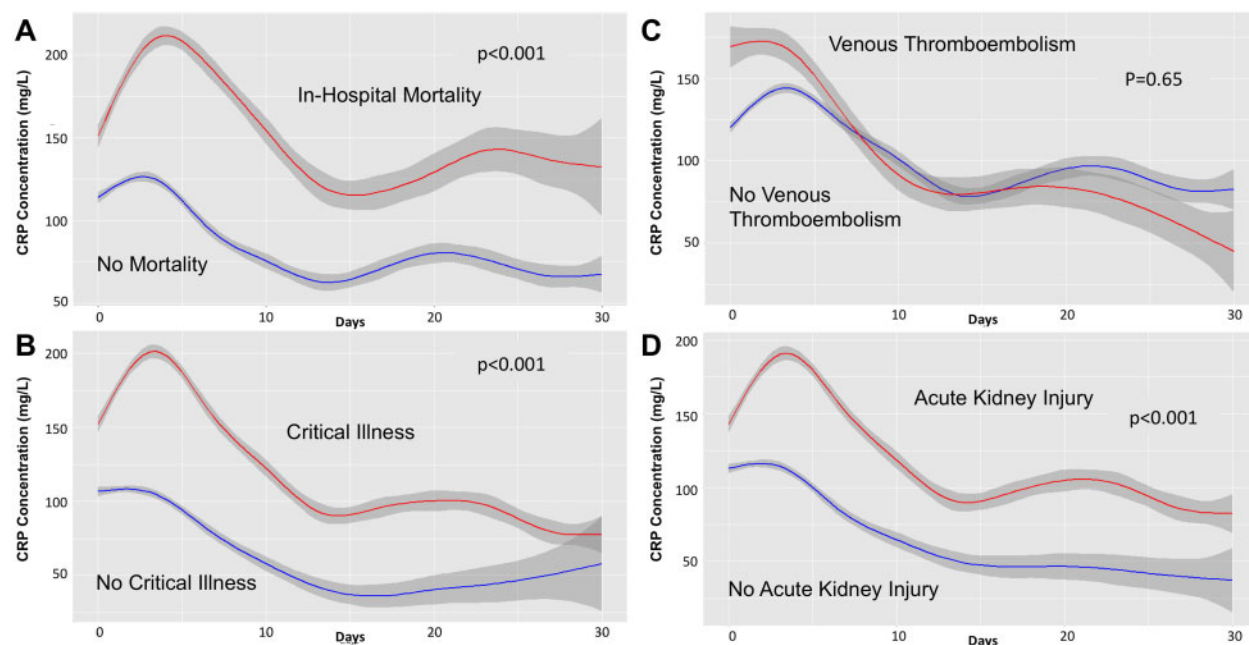 A
CRP Concentration (mg/L)
200
150
100
50
p<0.001
In-Hospital Mortality
No Mortality
0
10
20
30
Days
B
CRP Concentration (mg/L)
200
150
100
50
p<0.001
Critical Illness
No Critical Illness
0
10
20
30
Days
C
CRP Concentration (mg/L)
150
100
50
Venous Thromboembolism
P=0.65
No Venous
Thromboembolism
0
10
20
30
Days
D
CRP Concentration (mg/L)
200
150
100
50
Acute Kidney Injury
p<0.001
No Acute Kidney Injury
0
10
20
30
Days